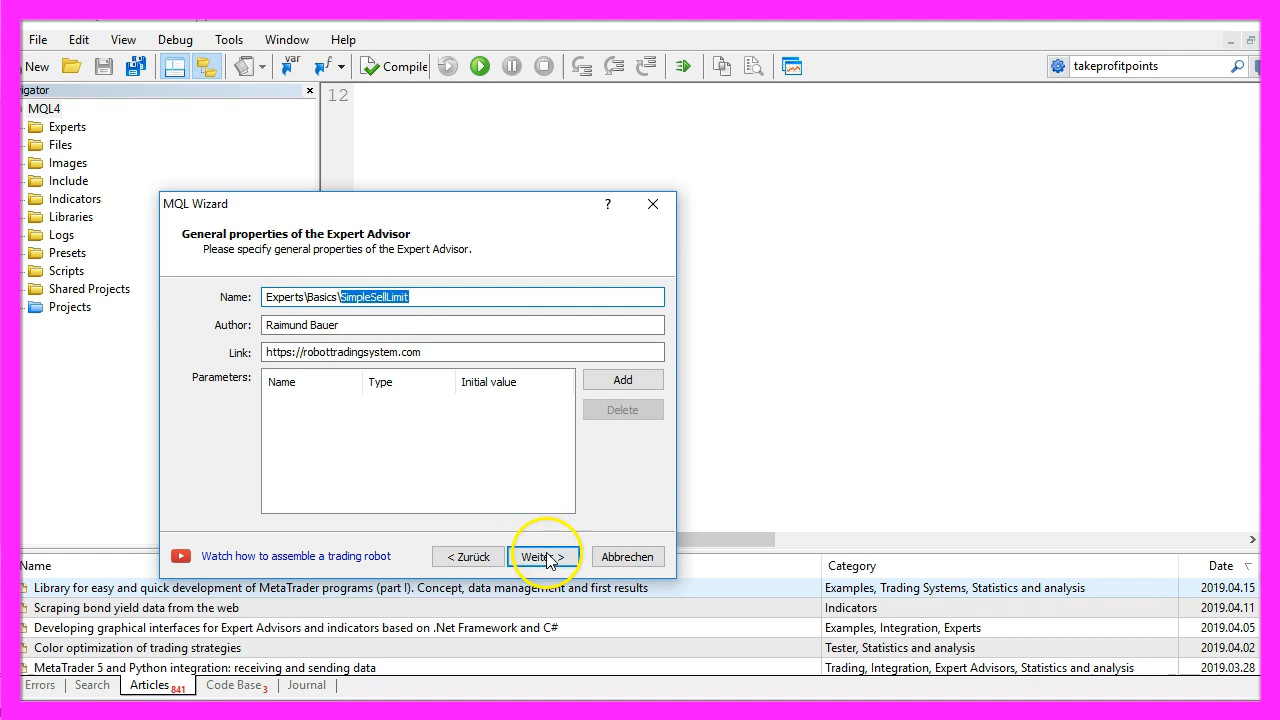 File Edit View Debug Tools Window Help
New Compile takeprofitpoints
vigator
MQL4
12
Experts
Files
Images
Include
Indicators
Libraries
Logs
Presets
Scripts
Shared Projects
Projects
MQL Wizard ?
General properties of the Expert Advisor
Please specify general properties of the Expert Advisor.
Name: Experts\Basics\SimpleSellLimit
Author: Raimund Bauer
Link: https://robottradingsystem.com
Parameters: Name Type Initial value Add
Delete
Watch how to assemble a trading robot < Zurück Weiter > Abbrechen
Name Category Date
Library for easy and quick development of MetaTrader programs (part I). Concept, data management and first results Examples, Trading Systems, Statistics and analysis 2019.04.15
Scraping bond yield data from the web Indicators 2019.04.11
Developing graphical interfaces for Expert Advisors and indicators based on .Net Framework and C# Examples, Integration, Experts 2019.04.05
Color optimization of trading strategies Tester, Statistics and analysis 2019.04.02
MetaTrader 5 and Python integration: receiving and sending data Trading, Integration, Expert Advisors, Statistics and analysis 2019.03.28
Errors Search Articles 841 Code Base 3 Journal